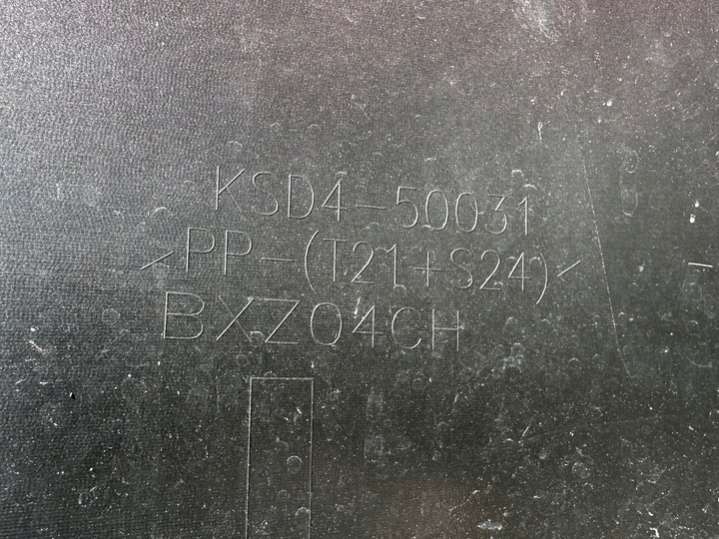 KSD4-50031
>PP-(T21+S24)<
BXZ04CH